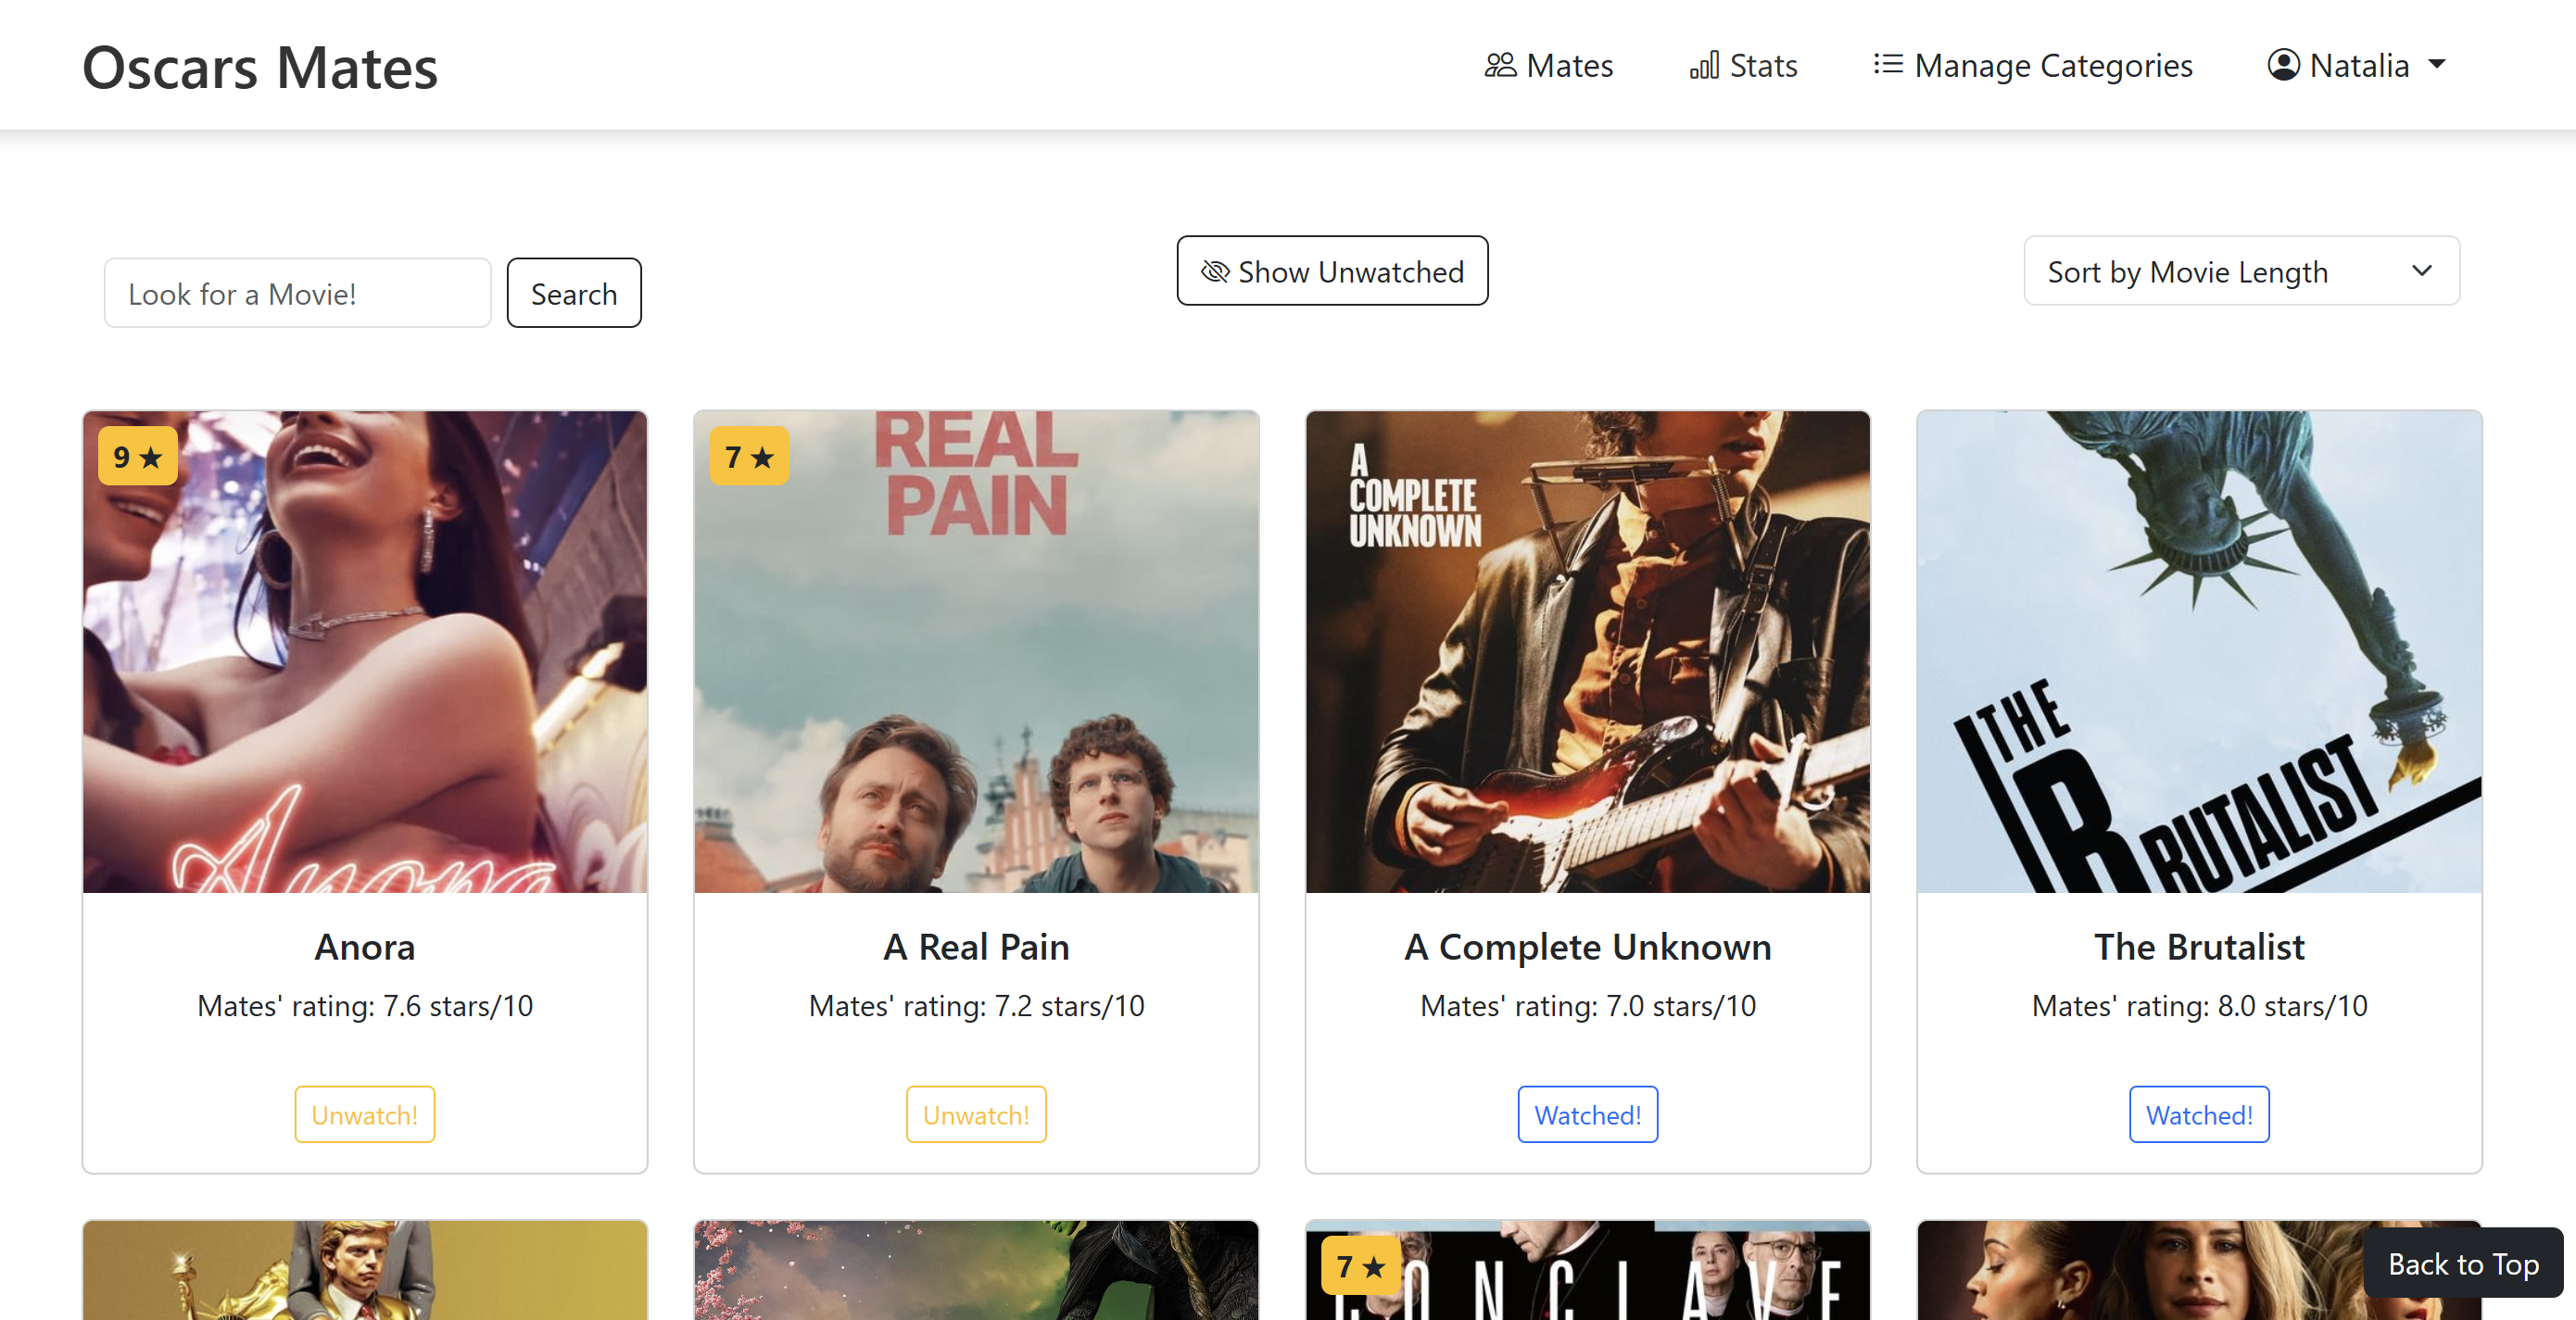 Oscars Mates
Mates
Stats
Manage Categories
Natalia
Look for a Movie!
Search
Show Unwatched
Sort by Movie Length
9 ★
Anora
7 ★
REAL
PAIN
A
COMPLETE
UNKNOWN
THE
BRUTALIST
Anora
A Real Pain
A Complete Unknown
The Brutalist
Mates' rating: 7.6 stars/10
Mates' rating: 7.2 stars/10
Mates' rating: 7.0 stars/10
Mates' rating: 8.0 stars/10
Unwatch!
Unwatch!
Watched!
Watched!
7 ★
CONCLAVE
Back to Top